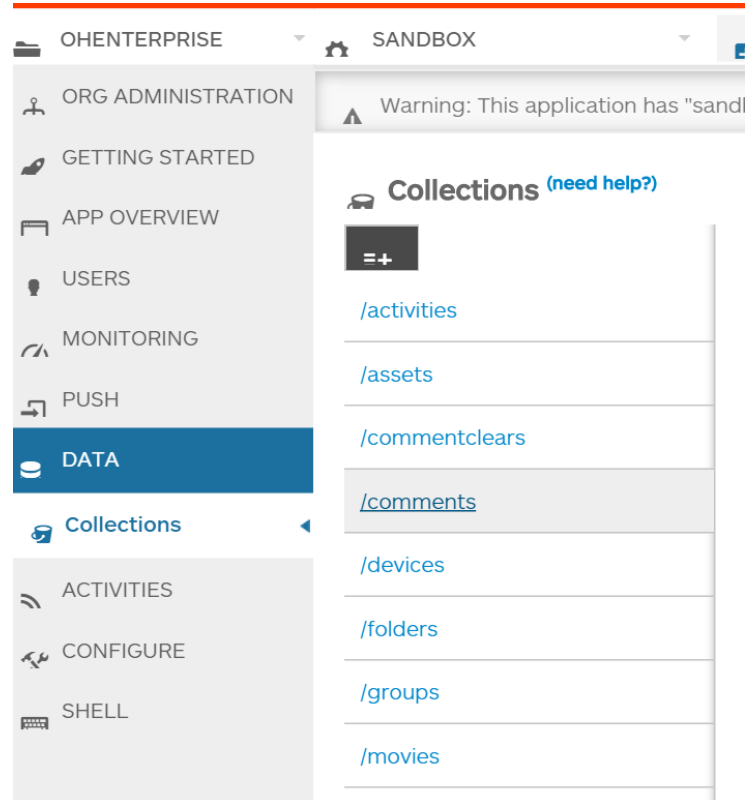 OHENTERPRISE
SANDBOX
ORG ADMINISTRATION
Warning: This application has "sand
GETTING STARTED
Collections (need help?)
APP OVERVIEW
USERS
/activities
MONITORING
/assets
PUSH
/commentclears
DATA
/comments
Collections
/devices
ACTIVITIES
/folders
CONFIGURE
/groups
SHELL
/movies